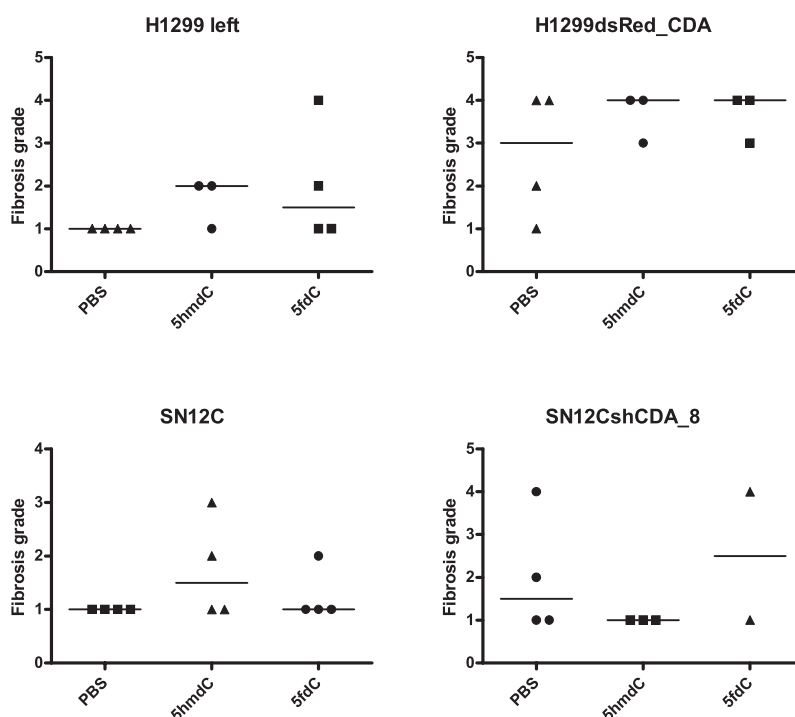 H1299 left
5
4
3
2
1
0
Fibrosis grade
PBS
5hmdC
5fdC
H1299dsRed_CDA
5
4
3
2
1
0
Fibrosis grade
PBS
5hmdC
5fdC
SN12C
4
3
2
1
0
Fibrosis grade
PBS
5hmdC
5fdC
SN12CshCDA_8
5
4
3
2
1
0
Fibrosis grade
PBS
5hmdC
5fdC